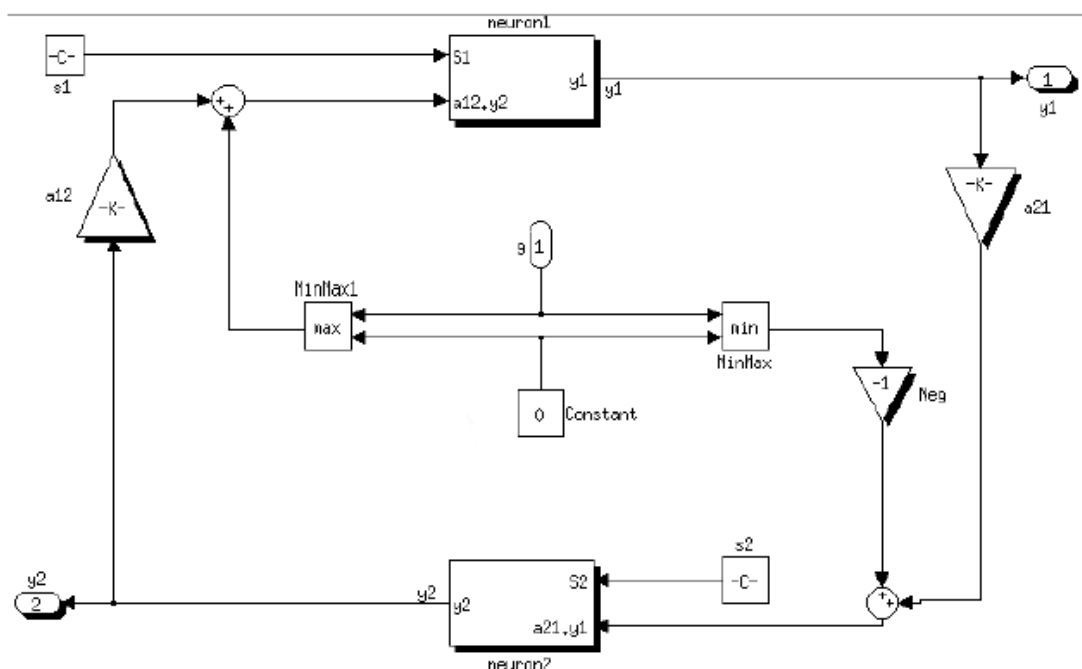 neuron1
-C-
s1
S1
a12.y2
y1
y1
1
y1
+
+
a12
-K-
-K-
a21
g
1
MinMax1
max
min
MinMax
0
Constant
-1
Neg
s2
-C-
y2
2
y2
y2
S2
a21.y1
+
+
neuron2